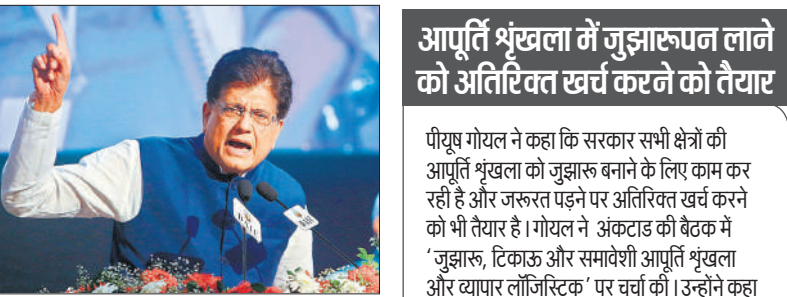 आपूर्ति शृंखला में जुझारूपन लाने
को अतिरिक्त खर्च करने को तैयार
पीयूष गोयल ने कहा कि सरकार सभी क्षेत्रों की
आपूर्ति शृंखला को जुझारू बनाने के लिए काम कर
रही है और जरूरत पड़ने पर अतिरिक्त खर्च करने
को भी तैयार है। गोयल ने अंकटाड की बैठक में
‘जुझारू, टिकाऊ और समावेशी आपूर्ति शृंखला
और व्यापार लॉजिस्टिक’ पर चर्चा की। उन्होंने कहा